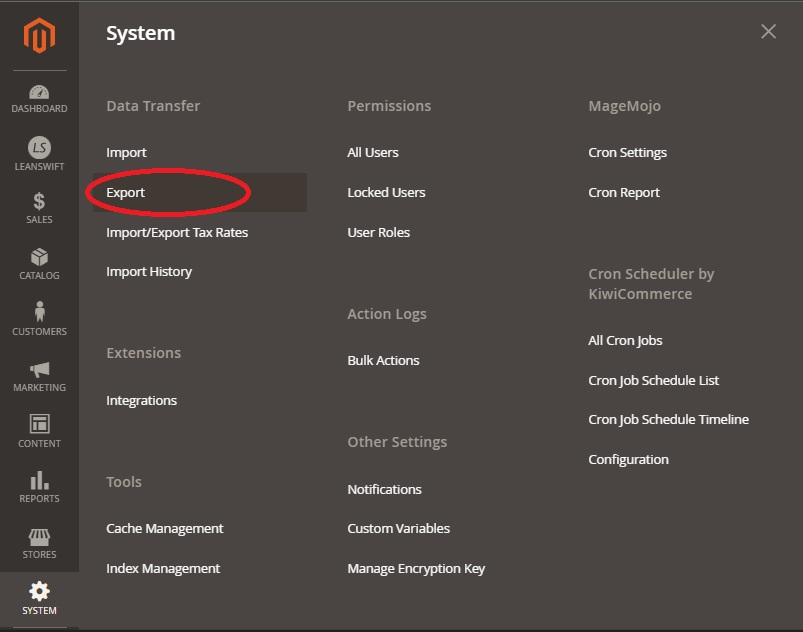 DASHBOARD
LS
LEANSWIFT
$
SALES
CATALOG
CUSTOMERS
MARKETING
CONTENT
REPORTS
STORES
SYSTEM
System
Data Transfer
Import
Export
Import/Export Tax Rates
Import History
Extensions
Integrations
Tools
Cache Management
Index Management
Permissions
All Users
Locked Users
User Roles
Action Logs
Bulk Actions
Other Settings
Notifications
Custom Variables
Manage Encryption Key
MageMojo
Cron Settings
Cron Report
Cron Scheduler by
KiwiCommerce
All Cron Jobs
Cron Job Schedule List
Cron Job Schedule Timeline
Configuration